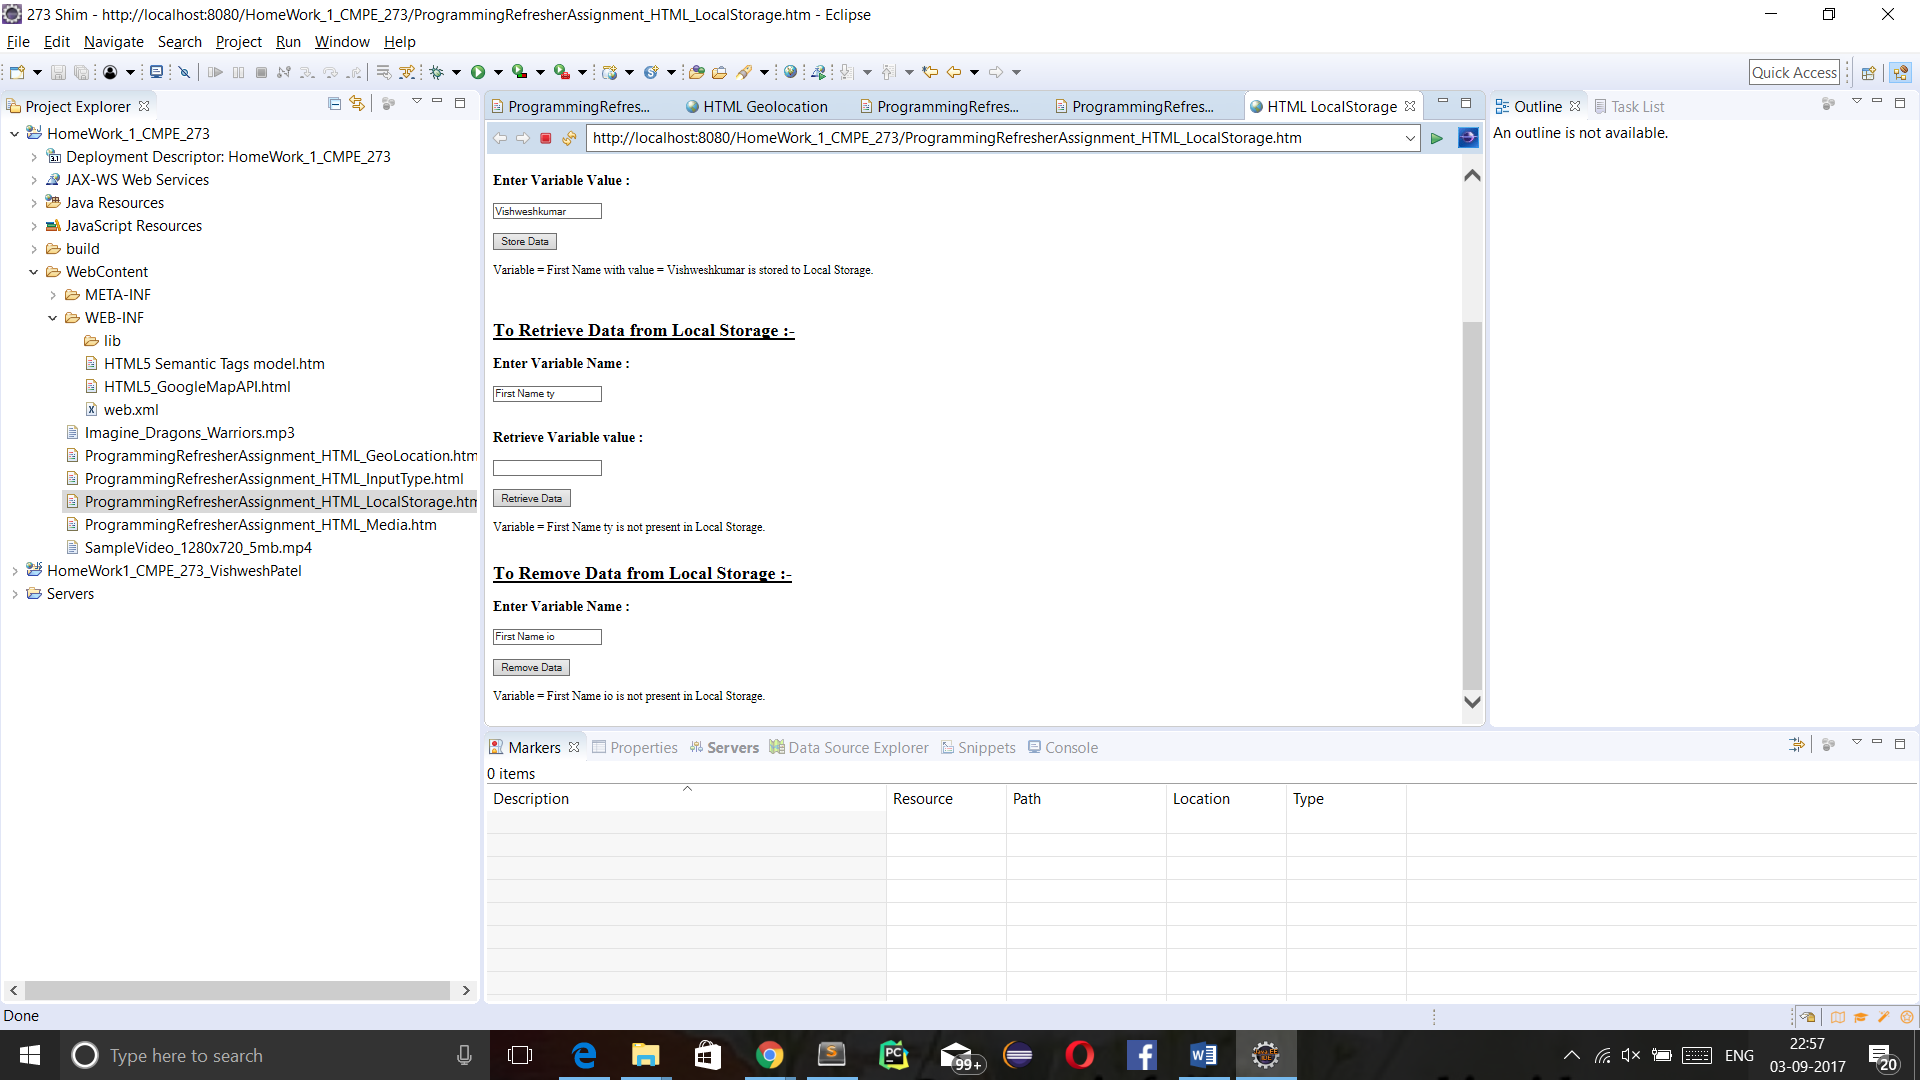 273 Shim - http://localhost:8080/HomeWork_1_CMPE_273/ProgrammingRefresherAssignment_HTML_LocalStorage.htm - Eclipse
File Edit Navigate Search Project Run Window Help
Quick Access
Project Explorer
HomeWork_1_CMPE_273
Deployment Descriptor: HomeWork_1_CMPE_273
JAX-WS Web Services
Java Resources
JavaScript Resources
build
WebContent
META-INF
WEB-INF
lib
HTML5 Semantic Tags model.htm
HTML5_GoogleMapAPI.html
web.xml
Imagine_Dragons_Warriors.mp3
ProgrammingRefresherAssignment_HTML_GeoLocation.htm
ProgrammingRefresherAssignment_HTML_InputType.html
ProgrammingRefresherAssignment_HTML_LocalStorage.htm
ProgrammingRefresherAssignment_HTML_Media.htm
SampleVideo_1280x720_5mb.mp4
HomeWork1_CMPE_273_VishweshPatel
Servers
ProgrammingRefres... HTML Geolocation ProgrammingRefres... ProgrammingRefres... HTML LocalStorage
http://localhost:8080/HomeWork_1_CMPE_273/ProgrammingRefresherAssignment_HTML_LocalStorage.htm
Enter Variable Value :
Vishweshkumar
Store Data
Variable = First Name with value = Vishweshkumar is stored to Local Storage.
To Retrieve Data from Local Storage :-
Enter Variable Name :
First Name ty
Retrieve Variable value :
Retrieve Data
Variable = First Name ty is not present in Local Storage.
To Remove Data from Local Storage :-
Enter Variable Name :
First Name io
Remove Data
Variable = First Name io is not present in Local Storage.
Outline Task List
An outline is not available.
Markers Properties Servers Data Source Explorer Snippets Console
0 items
Description Resource Path Location Type
Done
Type here to search
PC
99+
ENG
22:57
03-09-2017
20